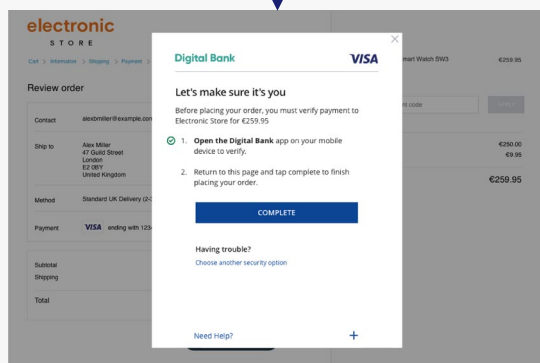 electronic
STORE
Cart > Information > Shipping > Payment >
Review order
Contact alexbmiller@example.com
Ship to Alex Miller
47 Guild Street
London
E2 0BY
United Kingdom
Method Standard UK Delivery (2-3
Payment VISA ending with 1234
Subtotal
Shipping
Total
Digital Bank VISA
Let's make sure it's you
Before placing your order, you must verify payment to
Electronic Store for €259.95
1. Open the Digital Bank app on your mobile
device to verify.
2. Return to this page and tap complete to finish
placing your order.
COMPLETE
Having trouble?
Choose another security option
Need Help? +
mart Watch SW3 €259.95
nt code APPLY
€250.00
€9.95
€259.95